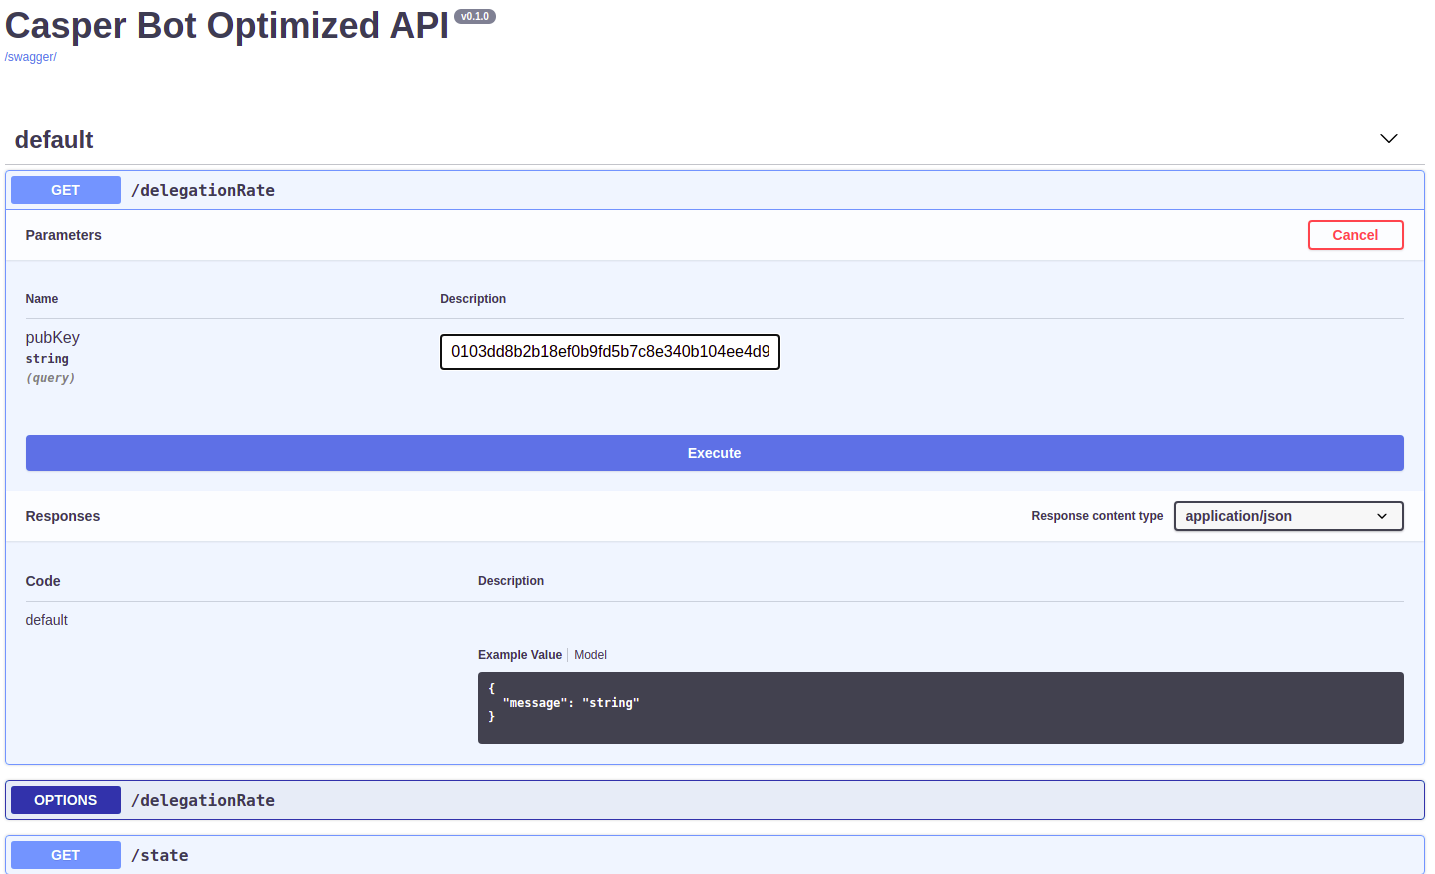 Casper Bot Optimized API v0.1.0
/swagger/
default
GET /delegationRate
Parameters Cancel
Name Description
pubKey
string
(query)
0103dd8b2b18ef0b9fd5b7c8e340b104ee4d9
Execute
Responses Response content type application/json
Code Description
default
Example Value Model
{
"message": "string"
}
OPTIONS /delegationRate
GET /state